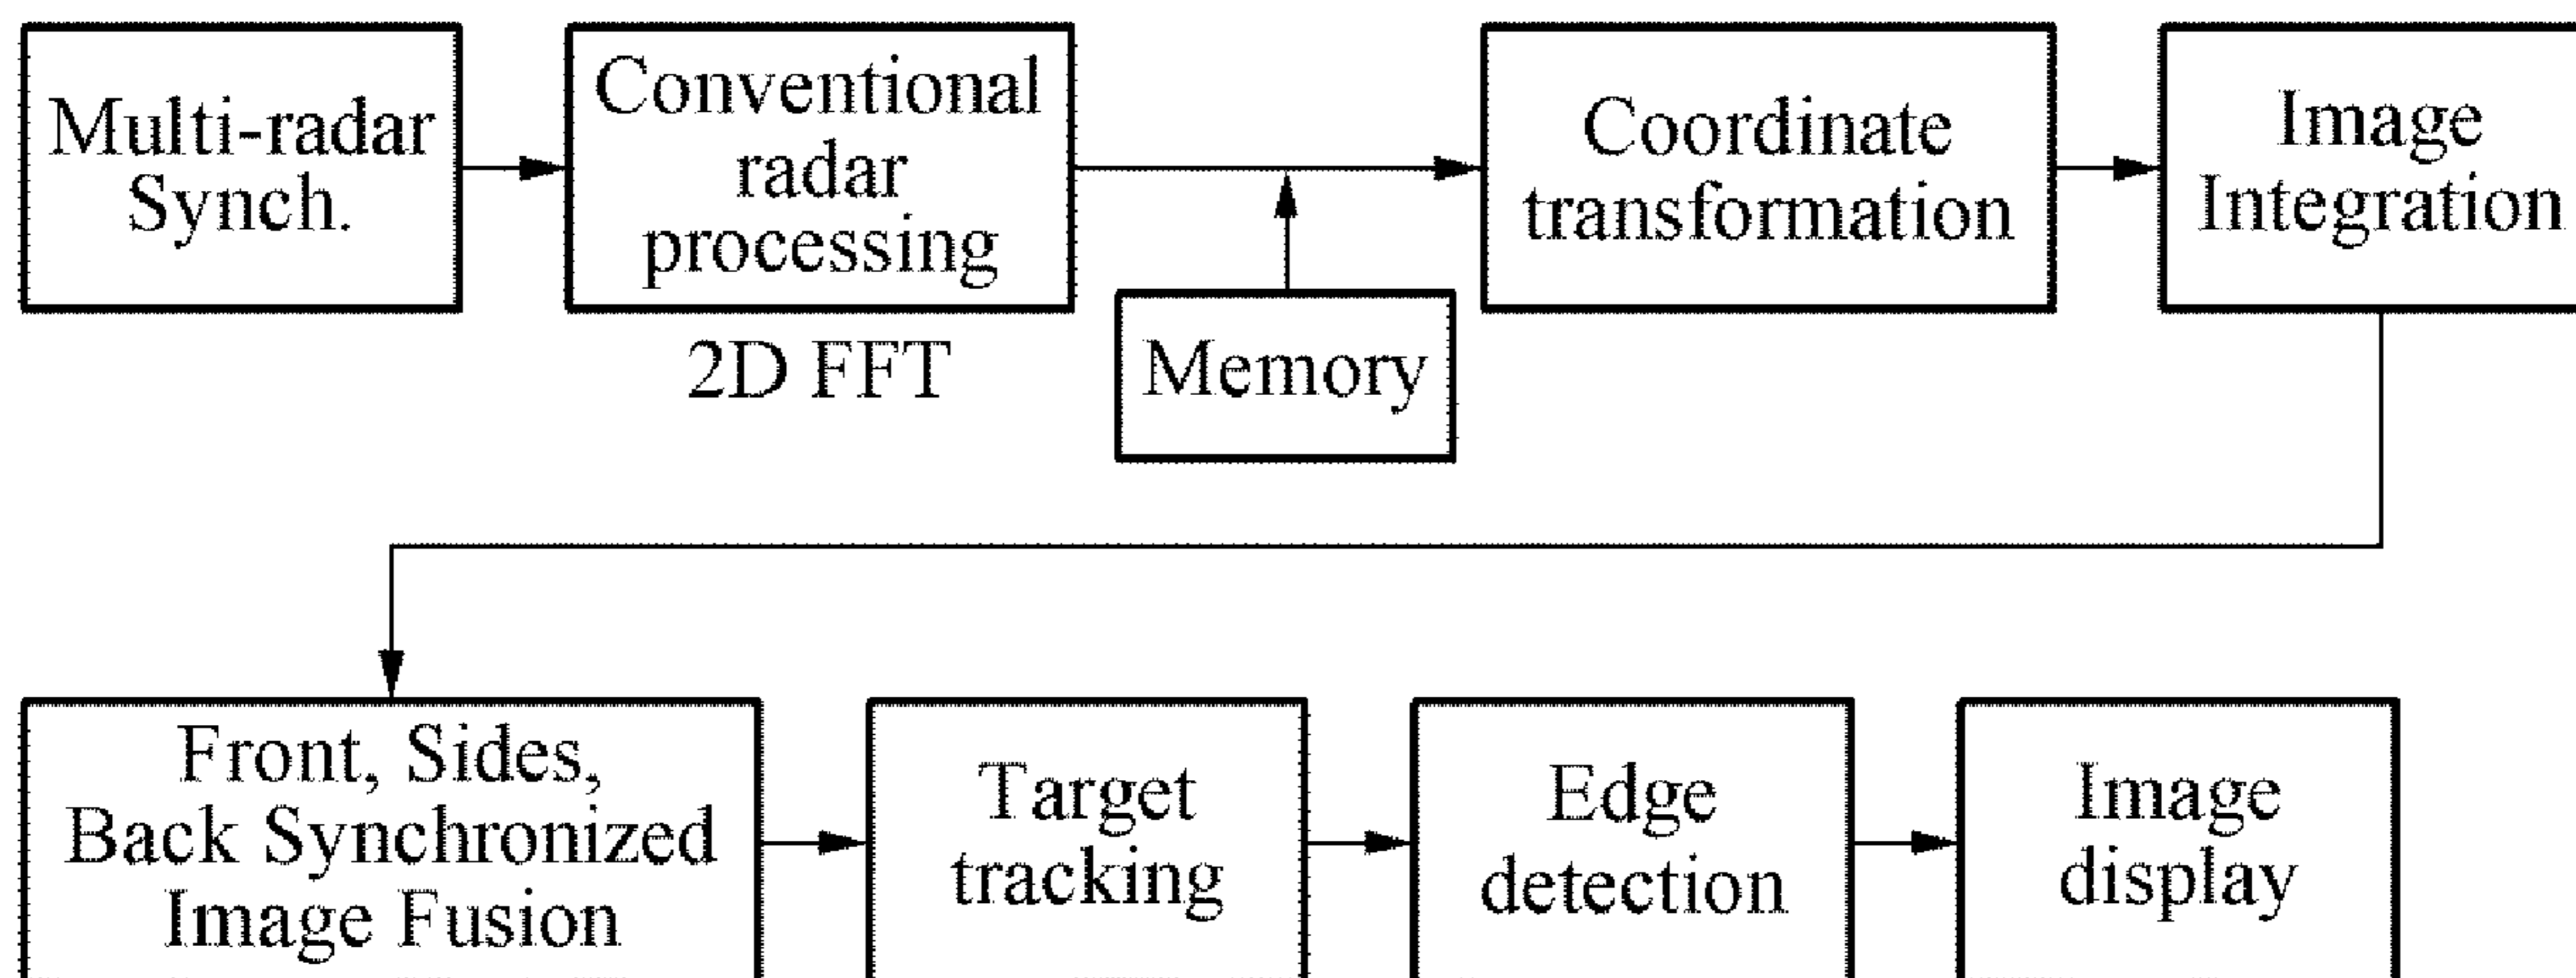 Multi-radar
Synch.
Conventional
radar
processing
2D FFT
Memory
Coordinate
transformation
Image
Integration
Front, Sides,
Back Synchronized
Image Fusion
Target
tracking
Edge
detection
Image
display